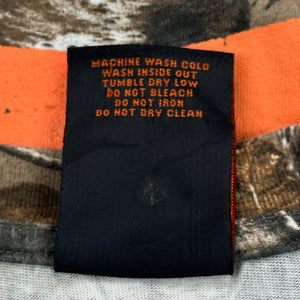 MACHINE WASH COLD
WASH INSIDE OUT
TUMBLE DRY LOW
DO NOT BLEACH
DO NOT IRON
DO NOT DRY CLEAN